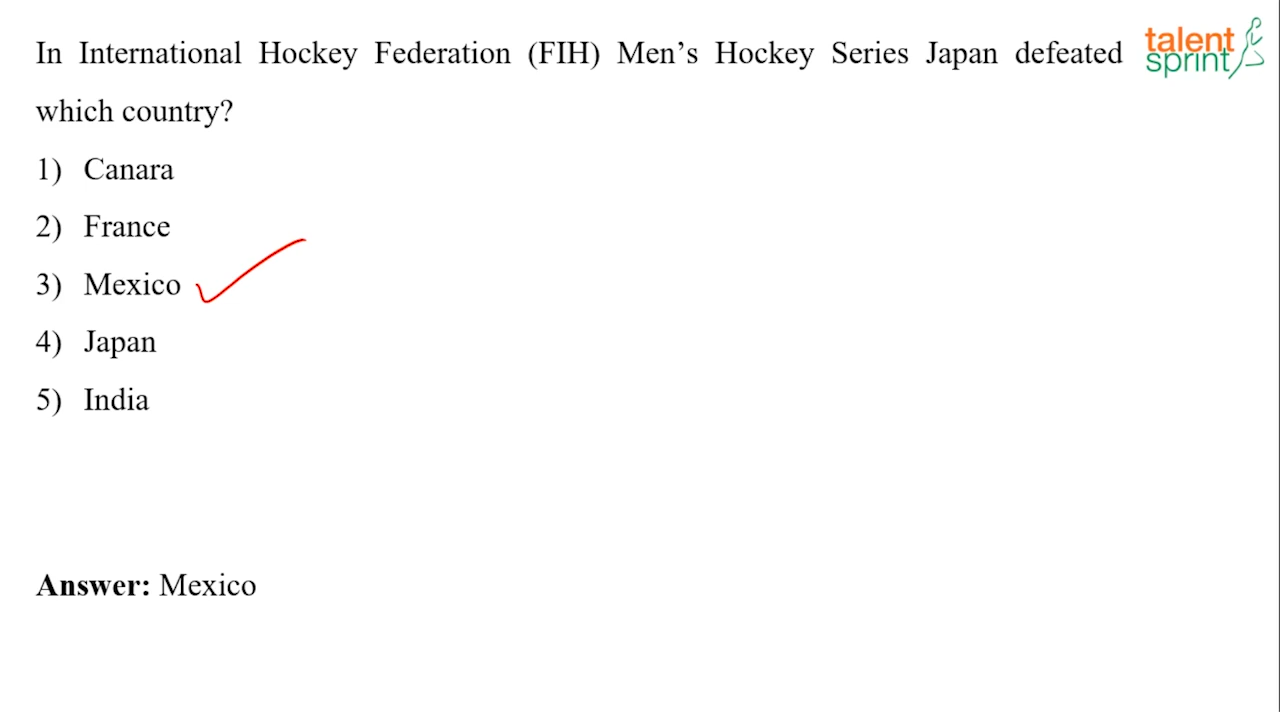 In International Hockey Federation (FIH) Men’s Hockey Series Japan defeated
which country?
talent
sprint
1) Canara
2) France
3) Mexico
4) Japan
5) India
Answer: Mexico